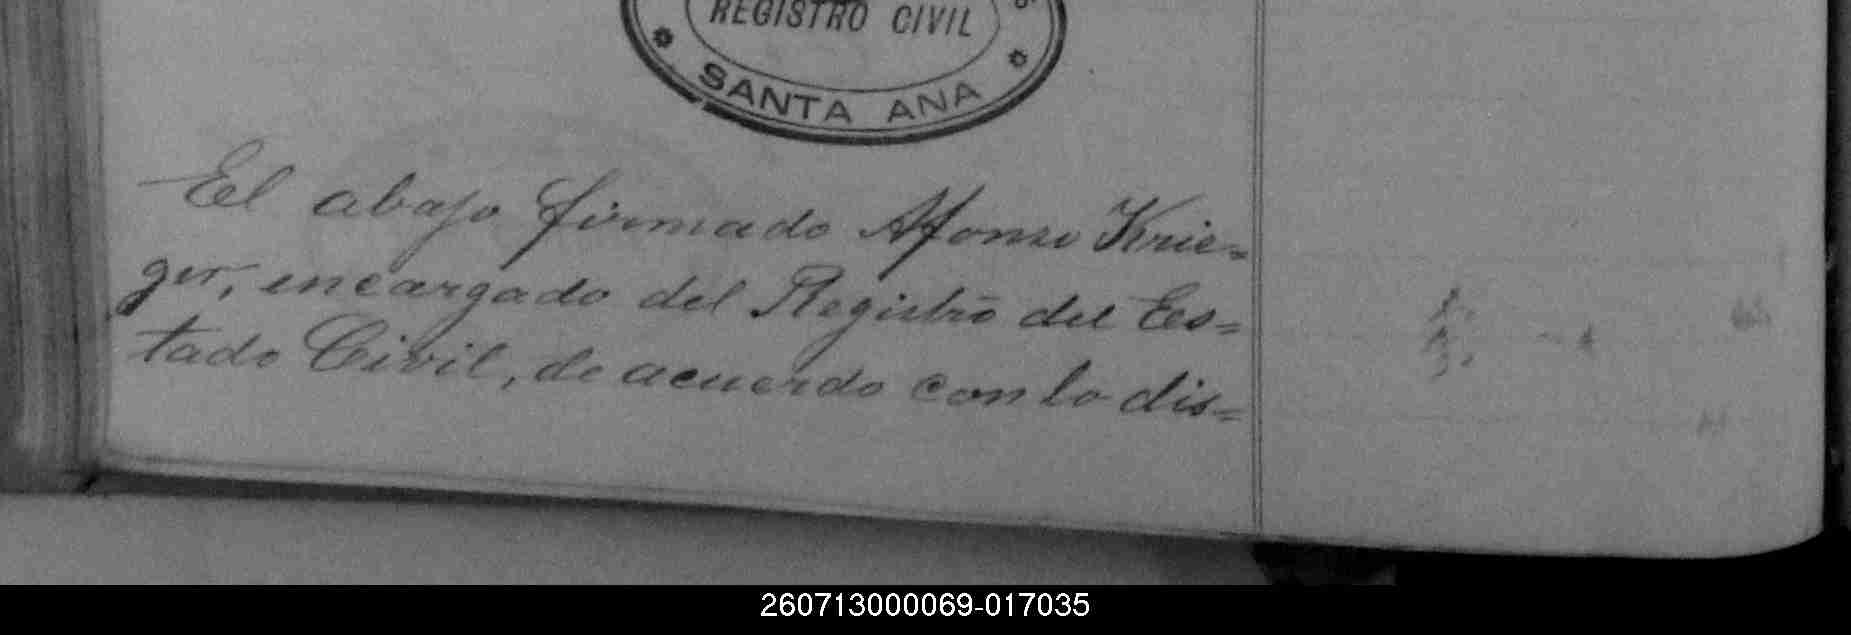 REGISTRO CIVIL
SANTA ANA
El abajo firmado Afonso Krie=
ger, encargado del Registro del Es=
tado Civil, de acuerdo con lo dis=
260713000069-017035